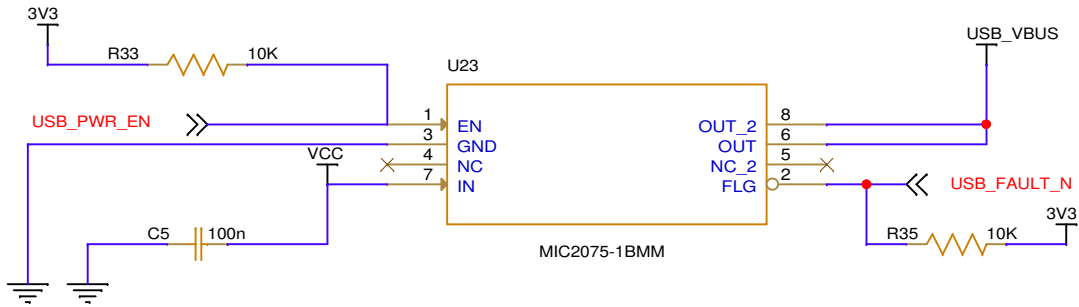 3V3
USB_VBUS
R33 10K
U23
USB_PWR_EN
1 EN
3 GND
4 NC
7 IN
OUT_2 8
OUT 6
NC_2 5
FLG 2
VCC
USB_FAULT_N
3V3
C5 100n
R35 10K
MIC2075-1BMM